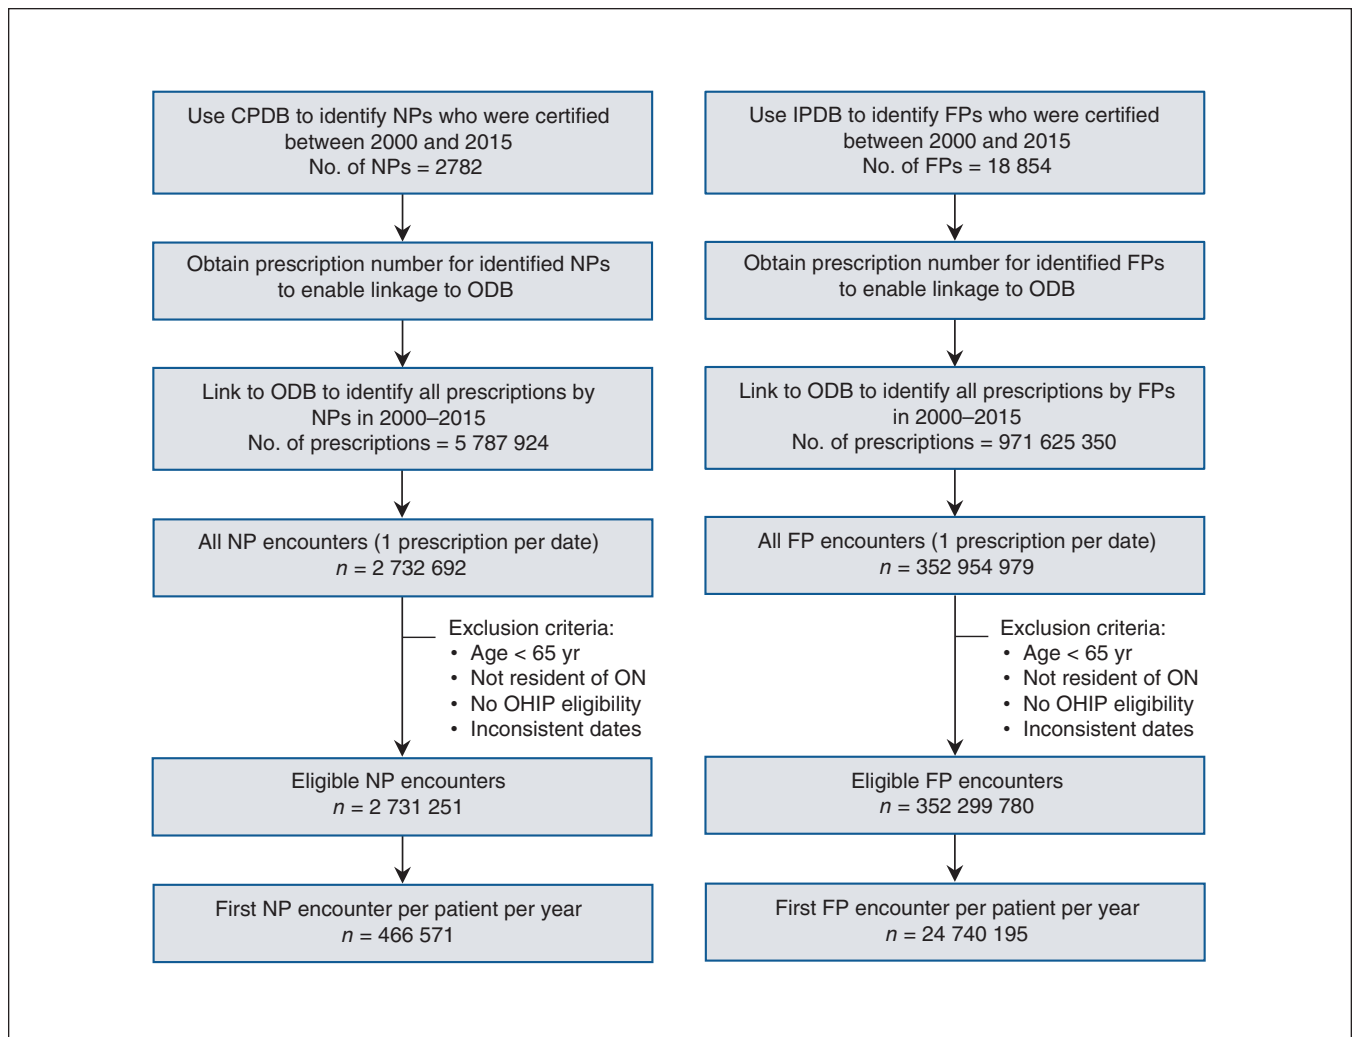 Use CPDB to identify NPs who were certified
between 2000 and 2015
No. of NPs = 2782
Obtain prescription number for identified NPs
to enable linkage to ODB
Link to ODB to identify all prescriptions by
NPs in 2000–2015
No. of prescriptions = 5 787 924
All NP encounters (1 prescription per date)
n = 2 732 692
Exclusion criteria:
• Age < 65 yr
• Not resident of ON
• No OHIP eligibility
• Inconsistent dates
Eligible NP encounters
n = 2 731 251
First NP encounter per patient per year
n = 466 571
Use IPDB to identify FPs who were certified
between 2000 and 2015
No. of FPs = 18 854
Obtain prescription number for identified FPs
to enable linkage to ODB
Link to ODB to identify all prescriptions by FPs
in 2000–2015
No. of prescriptions = 971 625 350
All FP encounters (1 prescription per date)
n = 352 954 979
Exclusion criteria:
• Age < 65 yr
• Not resident of ON
• No OHIP eligibility
• Inconsistent dates
Eligible FP encounters
n = 352 299 780
First FP encounter per patient per year
n = 24 740 195